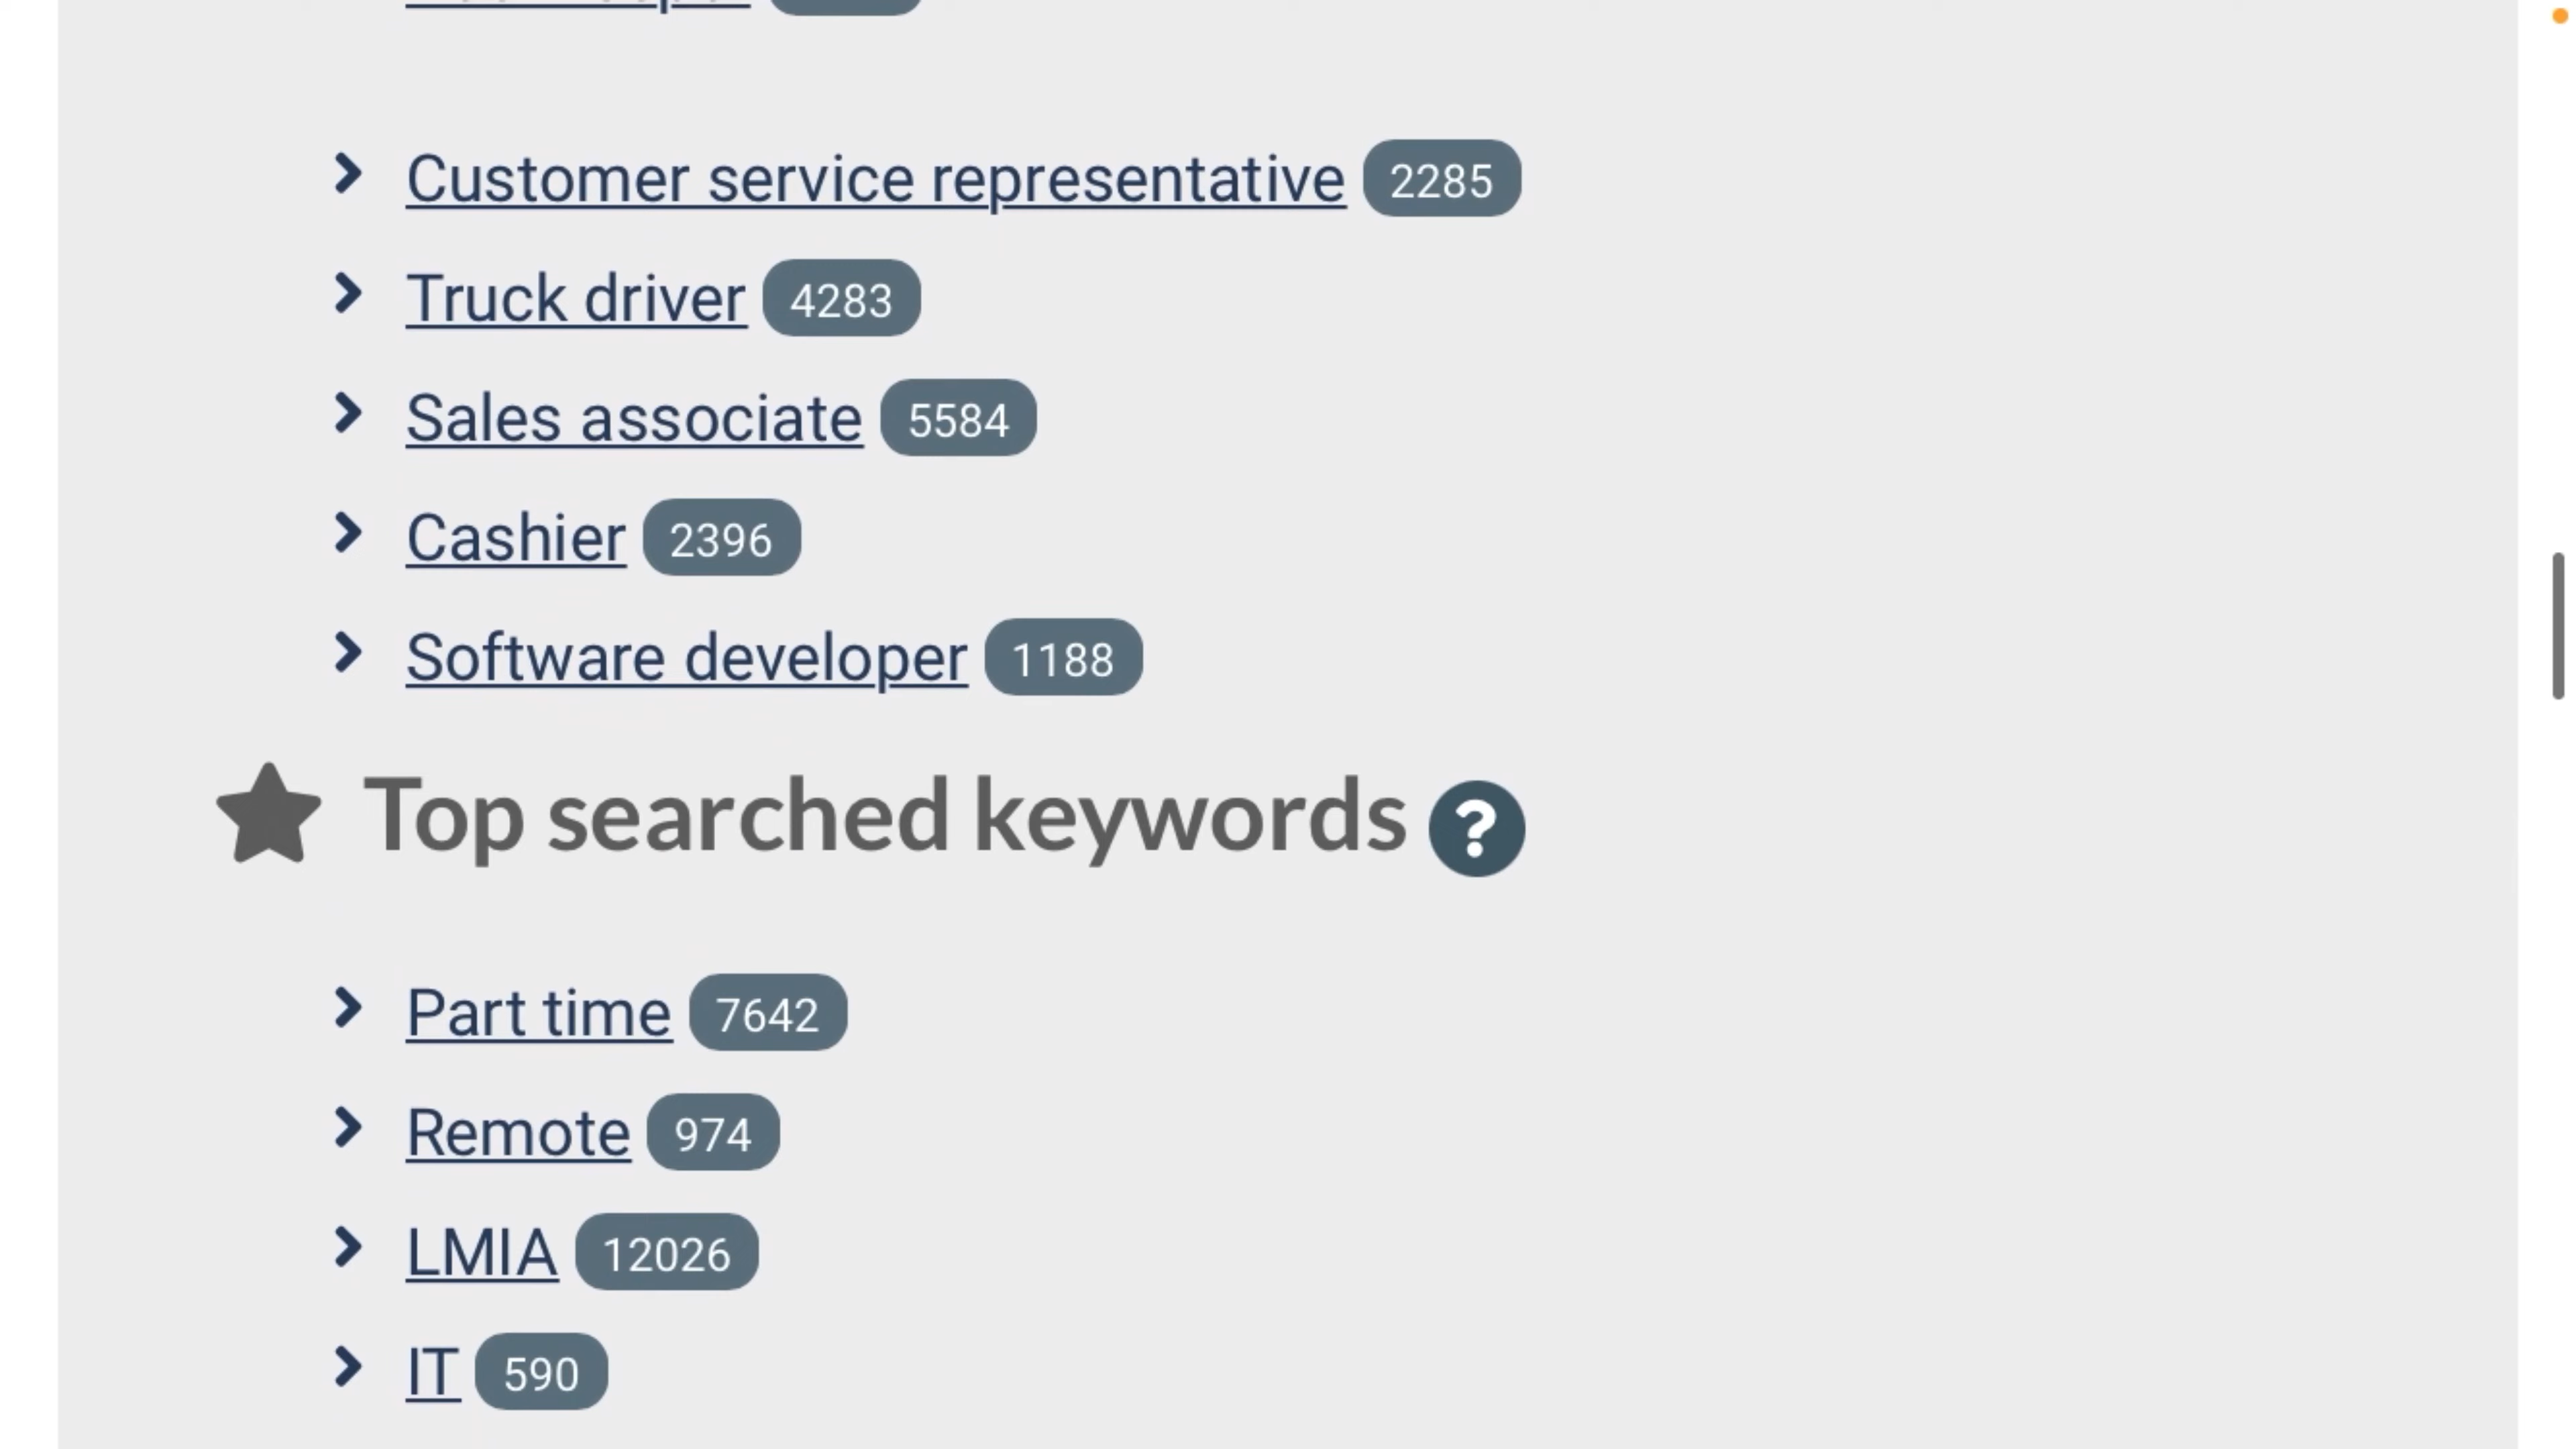 Customer service representative 2285
Truck driver 4283
Sales associate 5584
Cashier 2396
Software developer 1188
Top searched keywords ?
Part time 7642
Remote 974
LMIA 12026
IT 590